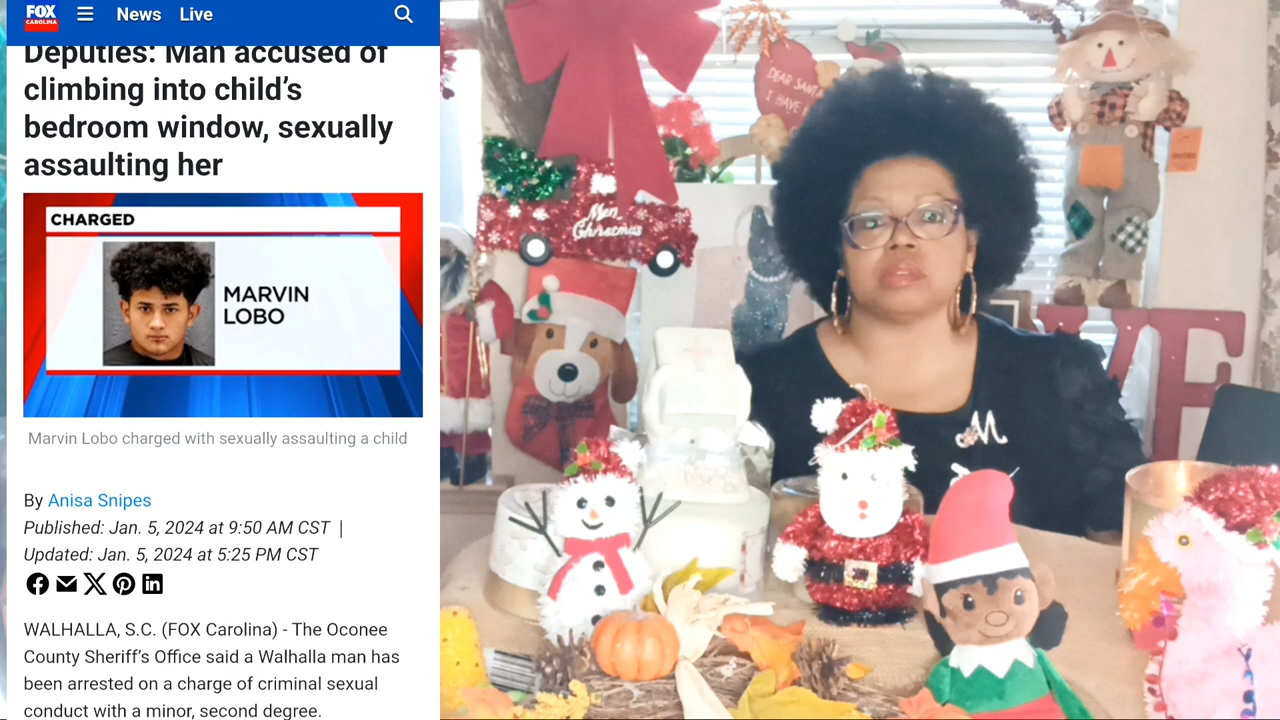 FOX
CAROLINA
News Live
Deputies: Man accused of
climbing into child's
bedroom window, sexually
assaulting her
CHARGED
MARVIN
LOBO
Marvin Lobo charged with sexually assaulting a child
By Anisa Snipes
Published: Jan. 5, 2024 at 9:50 AM CST |
Updated: Jan. 5, 2024 at 5:25 PM CST
WALHALLA, S.C. (FOX Carolina) - The Oconee
County Sheriff's Office said a Walhalla man has
been arrested on a charge of criminal sexual
conduct with a minor, second degree.
DEAR SANTA
I HAVE
Christmas
M
VE